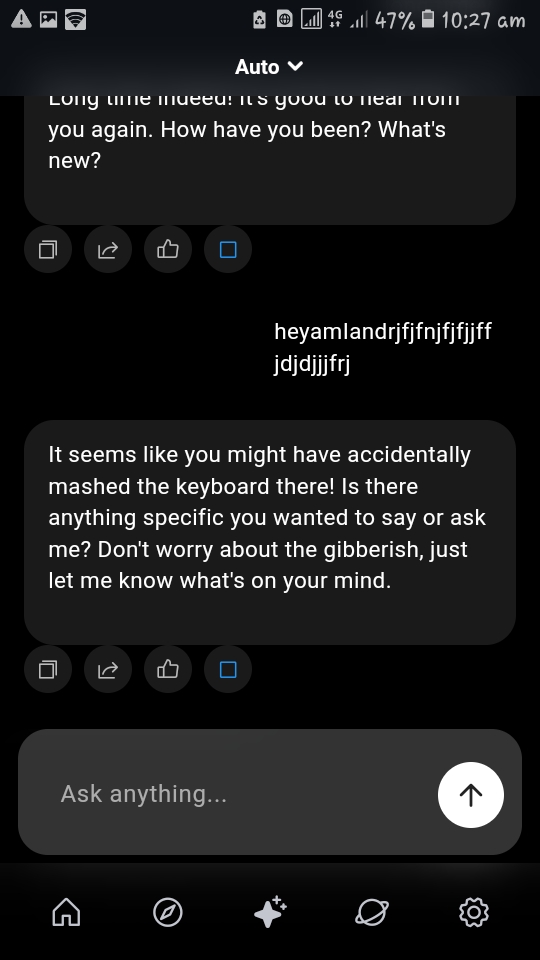 4G
47%
10:27 am
Auto
Long time indeed! It's good to hear from
you again. How have you been? What's
new?
heyamIandrjfjfnjfjfjjff
jdjdjjjfrj
It seems like you might have accidentally
mashed the keyboard there! Is there
anything specific you wanted to say or ask
me? Don't worry about the gibberish, just
let me know what's on your mind.
Ask anything...